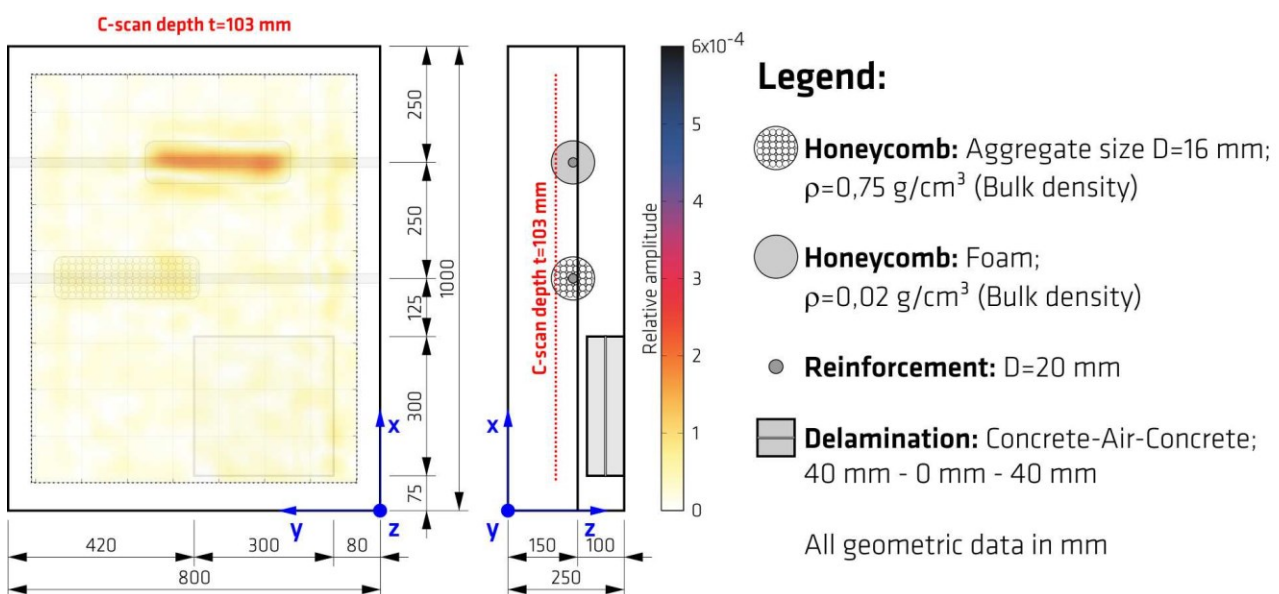 C-scan depth t=103 mm
250
250
125
300
75
1000
x
y
z
420
300
80
800
C-scan depth t=103 mm
x
y
z
150
100
250
Relative amplitude
6x10-4
5
4
3
2
1
0
Legend:
Honeycomb: Aggregate size D=16 mm;
ρ=0,75 g/cm³ (Bulk density)
Honeycomb: Foam;
ρ=0,02 g/cm³ (Bulk density)
Reinforcement: D=20 mm
Delamination: Concrete-Air-Concrete;
40 mm - 0 mm - 40 mm
All geometric data in mm